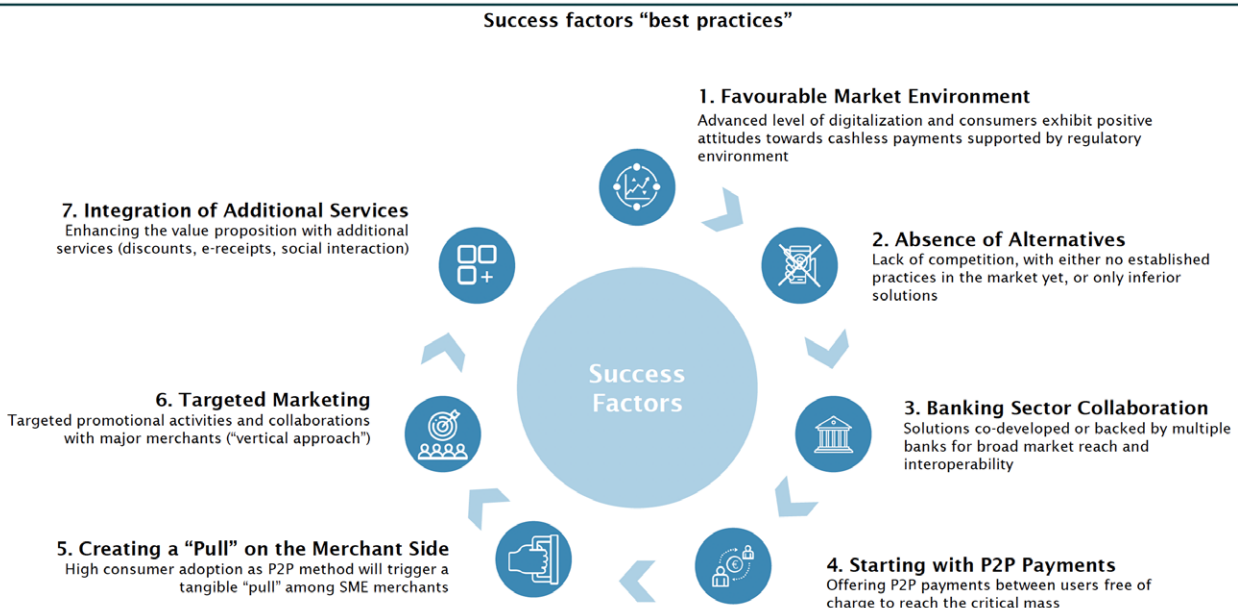 Success factors “best practices”
1. Favourable Market Environment
Advanced level of digitalization and consumers exhibit positive
attitudes towards cashless payments supported by regulatory
environment
2. Absence of Alternatives
Lack of competition, with either no established
practices in the market yet, or only inferior
solutions
3. Banking Sector Collaboration
Solutions co-developed or backed by multiple
banks for broad market reach and
interoperability
4. Starting with P2P Payments
Offering P2P payments between users free of
charge to reach the critical mass
5. Creating a “Pull” on the Merchant Side
High consumer adoption as P2P method will trigger a
tangible “pull” among SME merchants
6. Targeted Marketing
Targeted promotional activities and collaborations
with major merchants (“vertical approach”)
7. Integration of Additional Services
Enhancing the value proposition with additional
services (discounts, e-receipts, social interaction)
Success
Factors
€